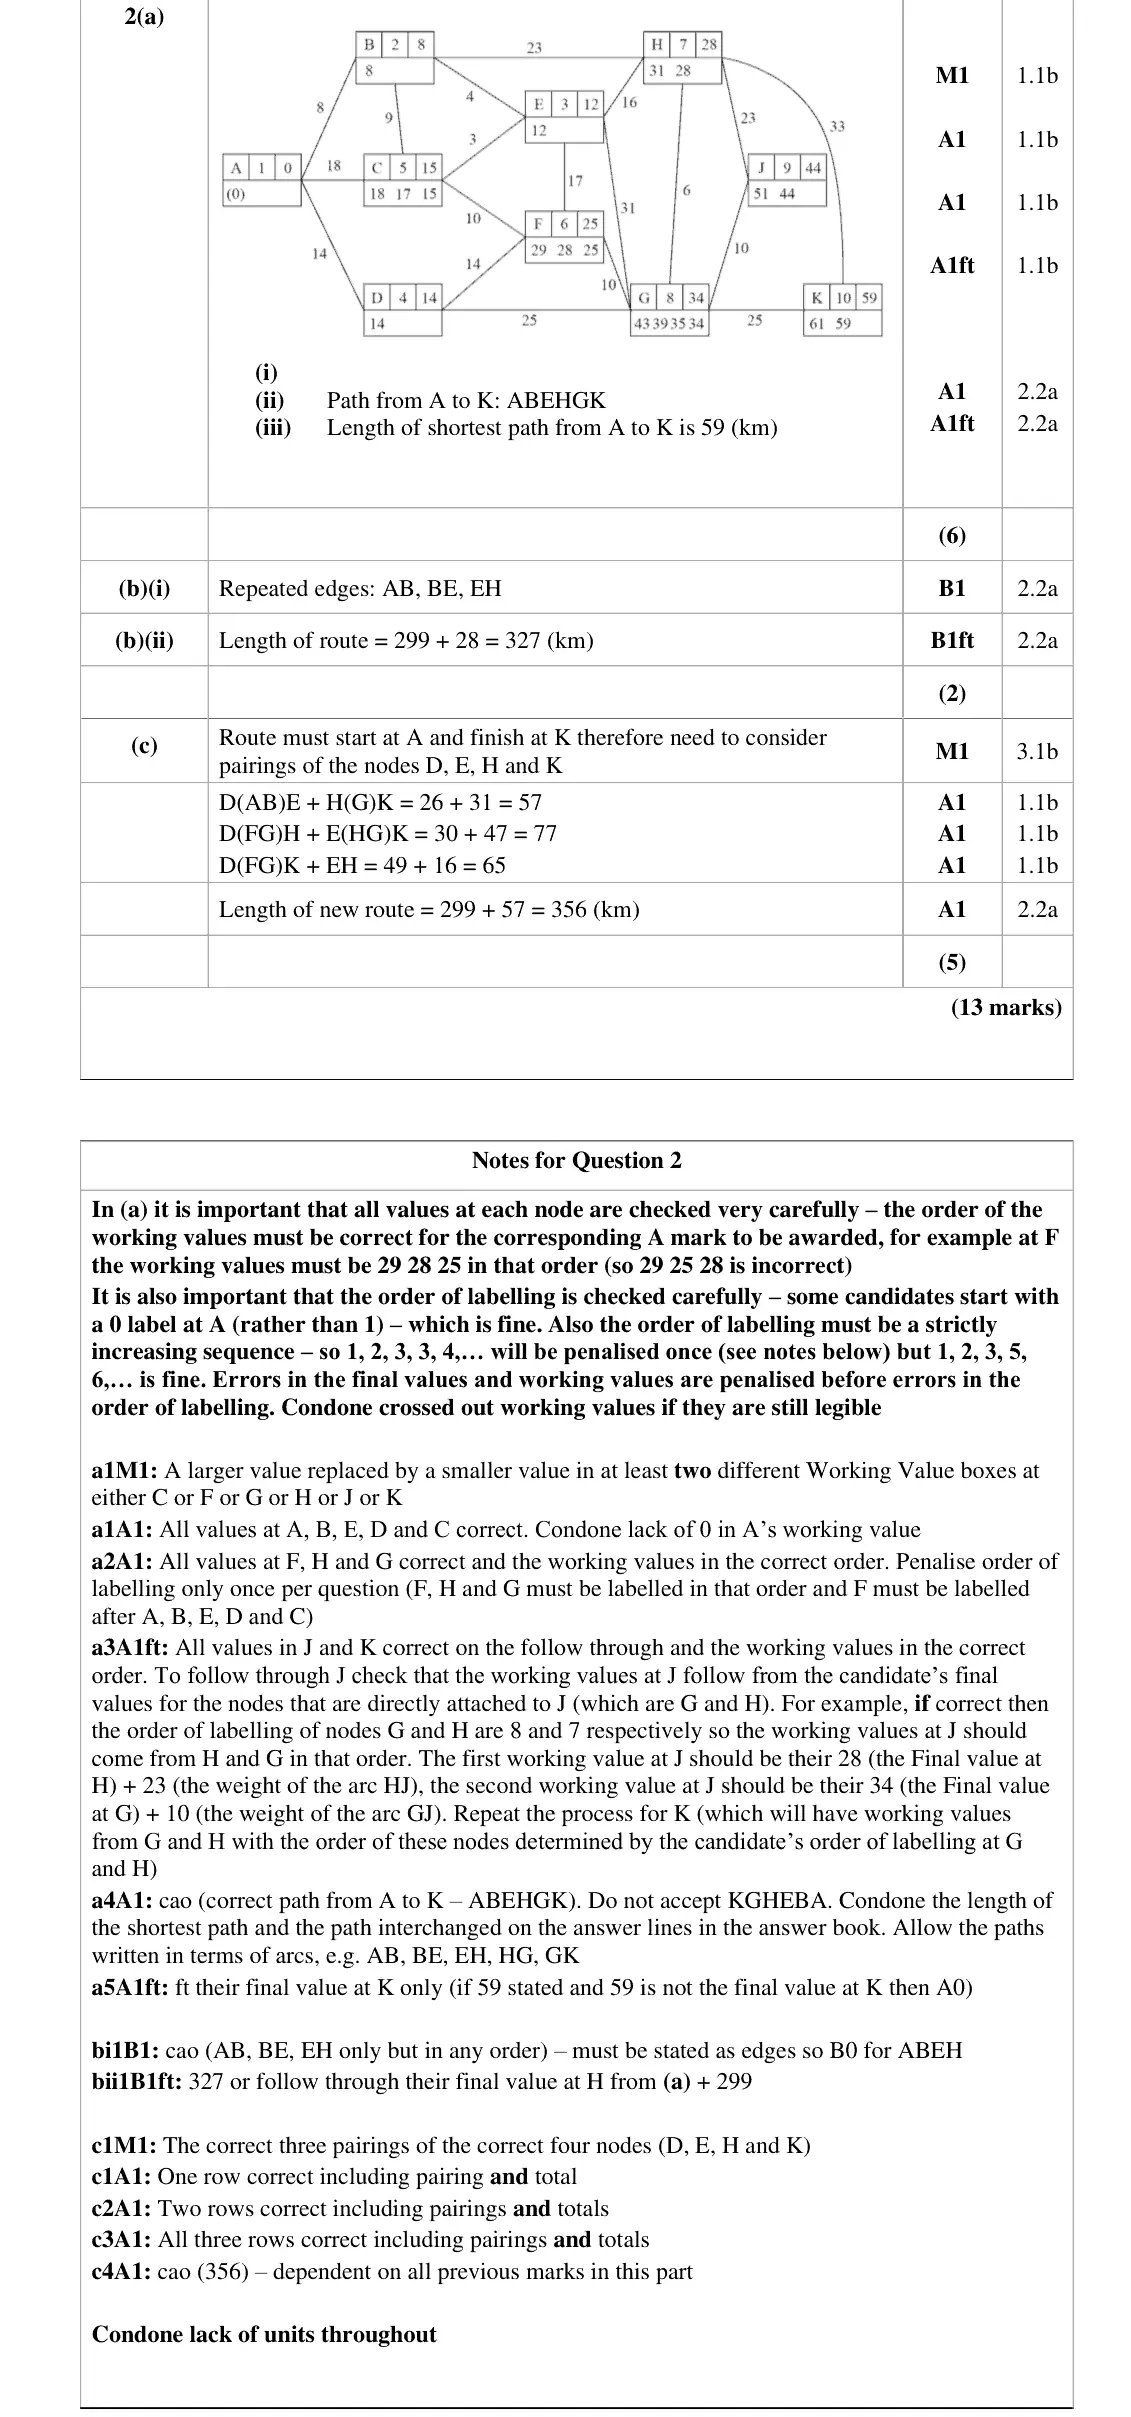 2(a)
B 2 8
8
H 7 28
31 28
E 3 12
12
A 1 0
(0)
C 5 15
18 17 15
J 9 44
51 44
F 6 25
29 28 25
D 4 14
14
G 8 34
43 39 35 34
K 10 59
61 59
8
18
14
9
23
4
3
10
14
25
17
16
31
10
6
23
33
10
25
M1 1.1b
A1 1.1b
A1 1.1b
A1ft 1.1b
(i)
(ii) Path from A to K: ABEHGK A1 2.2a
(iii) Length of shortest path from A to K is 59 (km) A1ft 2.2a
(6)
(b)(i) Repeated edges: AB, BE, EH B1 2.2a
(b)(ii) Length of route = 299 + 28 = 327 (km) B1ft 2.2a
(2)
(c) Route must start at A and finish at K therefore need to consider
pairings of the nodes D, E, H and K M1 3.1b
D(AB)E + H(G)K = 26 + 31 = 57 A1 1.1b
D(FG)H + E(HG)K = 30 + 47 = 77 A1 1.1b
D(FG)K + EH = 49 + 16 = 65 A1 1.1b
Length of new route = 299 + 57 = 356 (km) A1 2.2a
(5)
(13 marks)
Notes for Question 2
In (a) it is important that all values at each node are checked very carefully – the order of the
working values must be correct for the corresponding A mark to be awarded, for example at F
the working values must be 29 28 25 in that order (so 29 25 28 is incorrect)
It is also important that the order of labelling is checked carefully – some candidates start with
a 0 label at A (rather than 1) – which is fine. Also the order of labelling must be a strictly
increasing sequence – so 1, 2, 3, 3, 4,… will be penalised once (see notes below) but 1, 2, 3, 5,
6,… is fine. Errors in the final values and working values are penalised before errors in the
order of labelling. Condone crossed out working values if they are still legible
a1M1: A larger value replaced by a smaller value in at least two different Working Value boxes at
either C or F or G or H or J or K
a1A1: All values at A, B, E, D and C correct. Condone lack of 0 in A’s working value
a2A1: All values at F, H and G correct and the working values in the correct order. Penalise order of
labelling only once per question (F, H and G must be labelled in that order and F must be labelled
after A, B, E, D and C)
a3A1ft: All values in J and K correct on the follow through and the working values in the correct
order. To follow through J check that the working values at J follow from the candidate’s final
values for the nodes that are directly attached to J (which are G and H). For example, if correct then
the order of labelling of nodes G and H are 8 and 7 respectively so the working values at J should
come from H and G in that order. The first working value at J should be their 28 (the Final value at
H) + 23 (the weight of the arc HJ), the second working value at J should be their 34 (the Final value
at G) + 10 (the weight of the arc GJ). Repeat the process for K (which will have working values
from G and H with the order of these nodes determined by the candidate’s order of labelling at G
and H)
a4A1: cao (correct path from A to K – ABEHGK). Do not accept KGHEBA. Condone the length of
the shortest path and the path interchanged on the answer lines in the answer book. Allow the paths
written in terms of arcs, e.g. AB, BE, EH, HG, GK
a5A1ft: ft their final value at K only (if 59 stated and 59 is not the final value at K then A0)
bi1B1: cao (AB, BE, EH only but in any order) – must be stated as edges so B0 for ABEH
bii1B1ft: 327 or follow through their final value at H from (a) + 299
c1M1: The correct three pairings of the correct four nodes (D, E, H and K)
c1A1: One row correct including pairing and total
c2A1: Two rows correct including pairings and totals
c3A1: All three rows correct including pairings and totals
c4A1: cao (356) – dependent on all previous marks in this part
Condone lack of units throughout